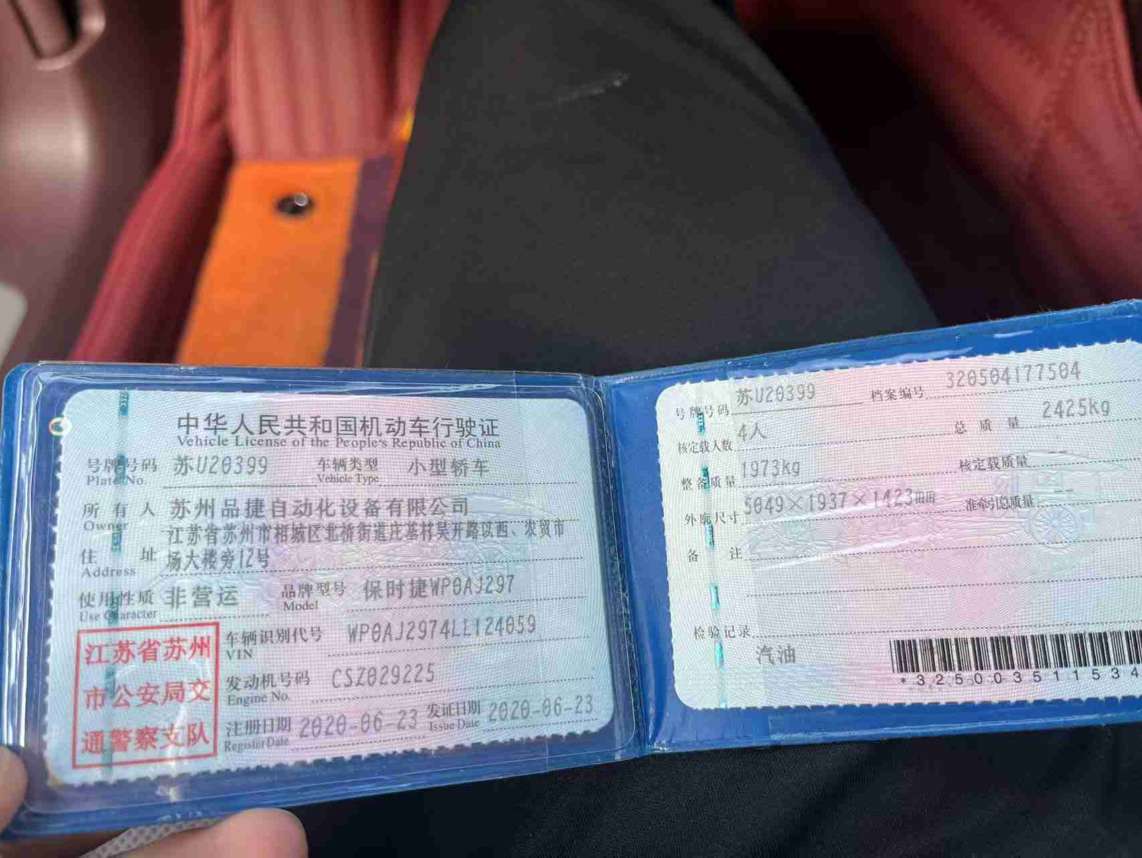 中华人民共和国机动车行驶证
Vehicle License of the People's Republic of China
号牌号码 苏U20399 车辆类型 小型轿车
Plate No. Vehicle Type
所有人 苏州品捷自动化设备有限公司
Owner
住址 江苏省苏州市相城区北桥街道庄基村吴开路以西、农贸市
Address 场大楼旁12号
使用性质 非营运 品牌型号 保时捷WP0AJ297
Use Character Model
江苏省苏州
市公安局交
通警察支队
车辆识别代号 WP0AJ2974LL124059
VIN
发动机号码 CSZ029225
Engine No.
注册日期 2020-06-23 发证日期 2020-06-23
Register Date Issue Date
号牌号码 苏U20399 档案编号 320504177504
核定载人数 4人 总质量 2425kg
整备质量 1973kg 核定载质量 --
外廓尺寸 5049×1937×1423mm 准牵引总质量 --
备注
检验记录
汽油
*325003511534